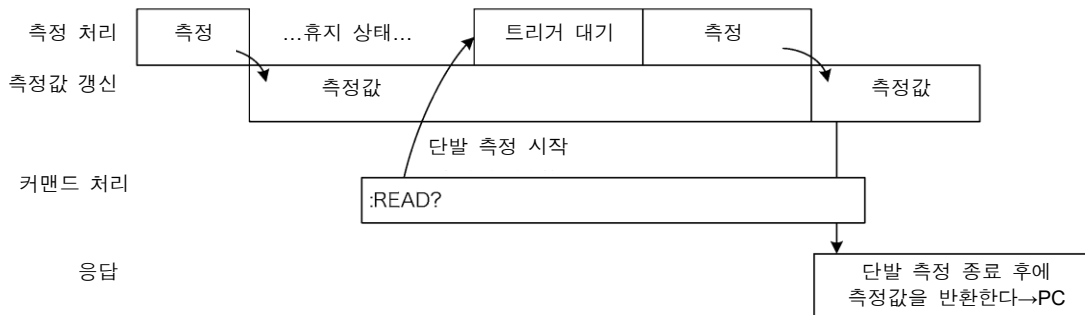 측정 처리
측정
...휴지 상태...
트리거 대기
측정
측정값 갱신
측정값
측정값
단발 측정 시작
커맨드 처리
:READ?
응답
단발 측정 종료 후에
측정값을 반환한다→PC